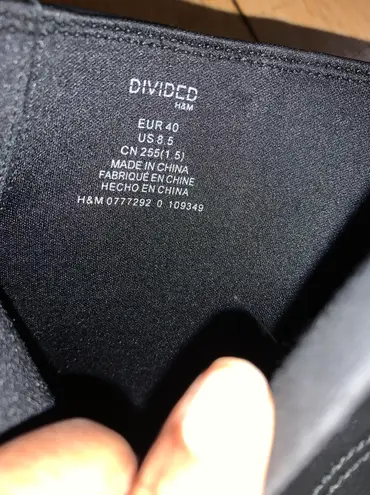 DIVIDED
H&M
EUR 40
US 8.5
CN 255(1.5)
MADE IN CHINA
FABRIQUÉ EN CHINE
HECHO EN CHINA
H&M 0777292 0 109349